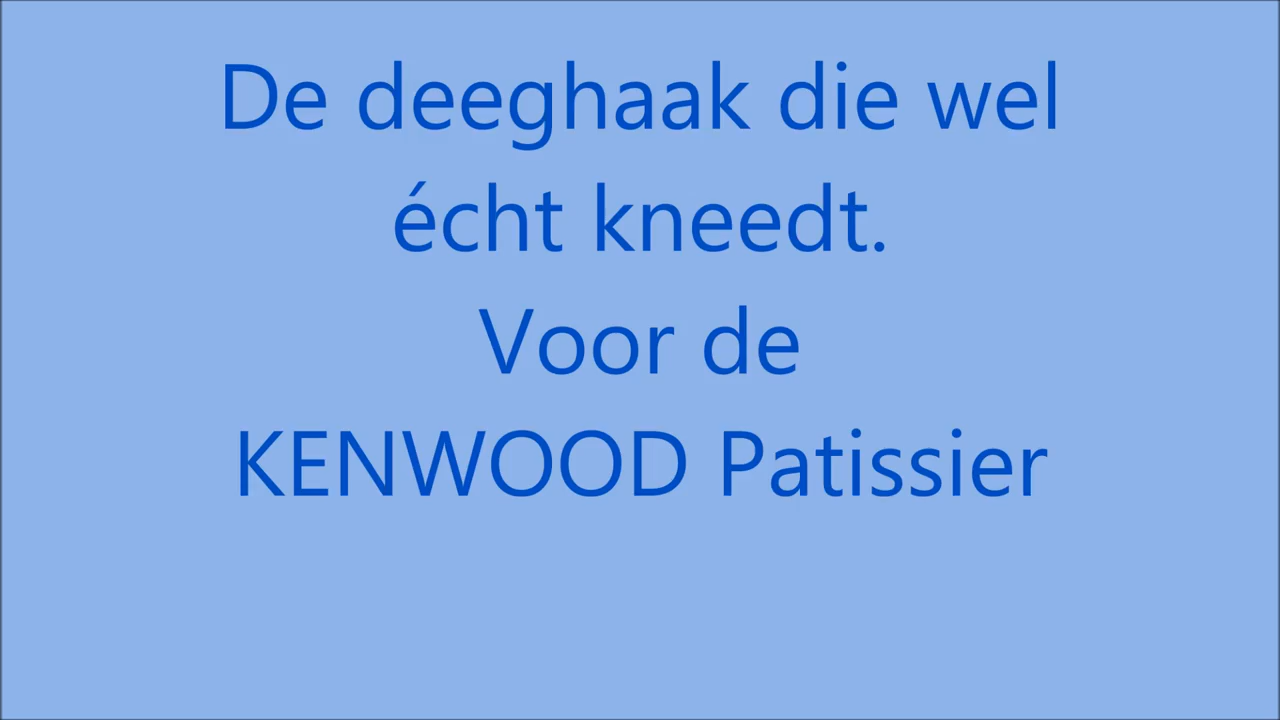 De deeghaak die wel
écht kneedt.
Voor de
KENWOOD Patissier